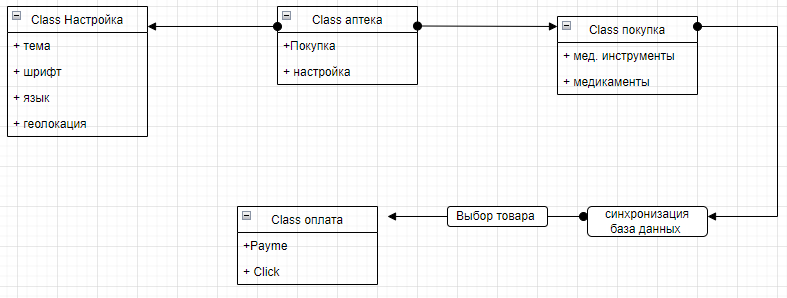 Class Настройка
+ тема
+ шрифт
+ язык
+ геолокация
Class аптека
+Покупка
+ настройка
Class покупка
+ мед. инструменты
+ медикаменты
Class оплата
+Payme
+ Click
Выбор товара
синхронизация
база данных